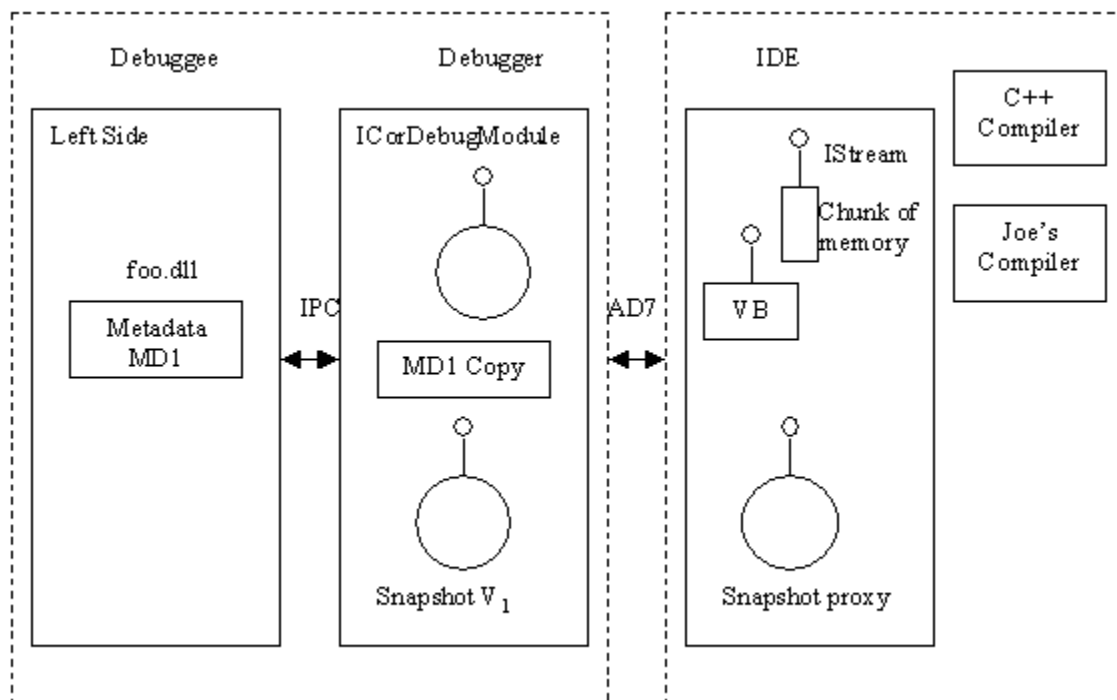 Debuggee
Debugger
IDE
Left Side
foo.dll
Metadata
MD1
IPC
ICorDebugModule
MD1 Copy
Snapshot V1
AD7
IStream
Chunk of
memory
VB
Snapshot proxy
C++
Compiler
Joe's
Compiler